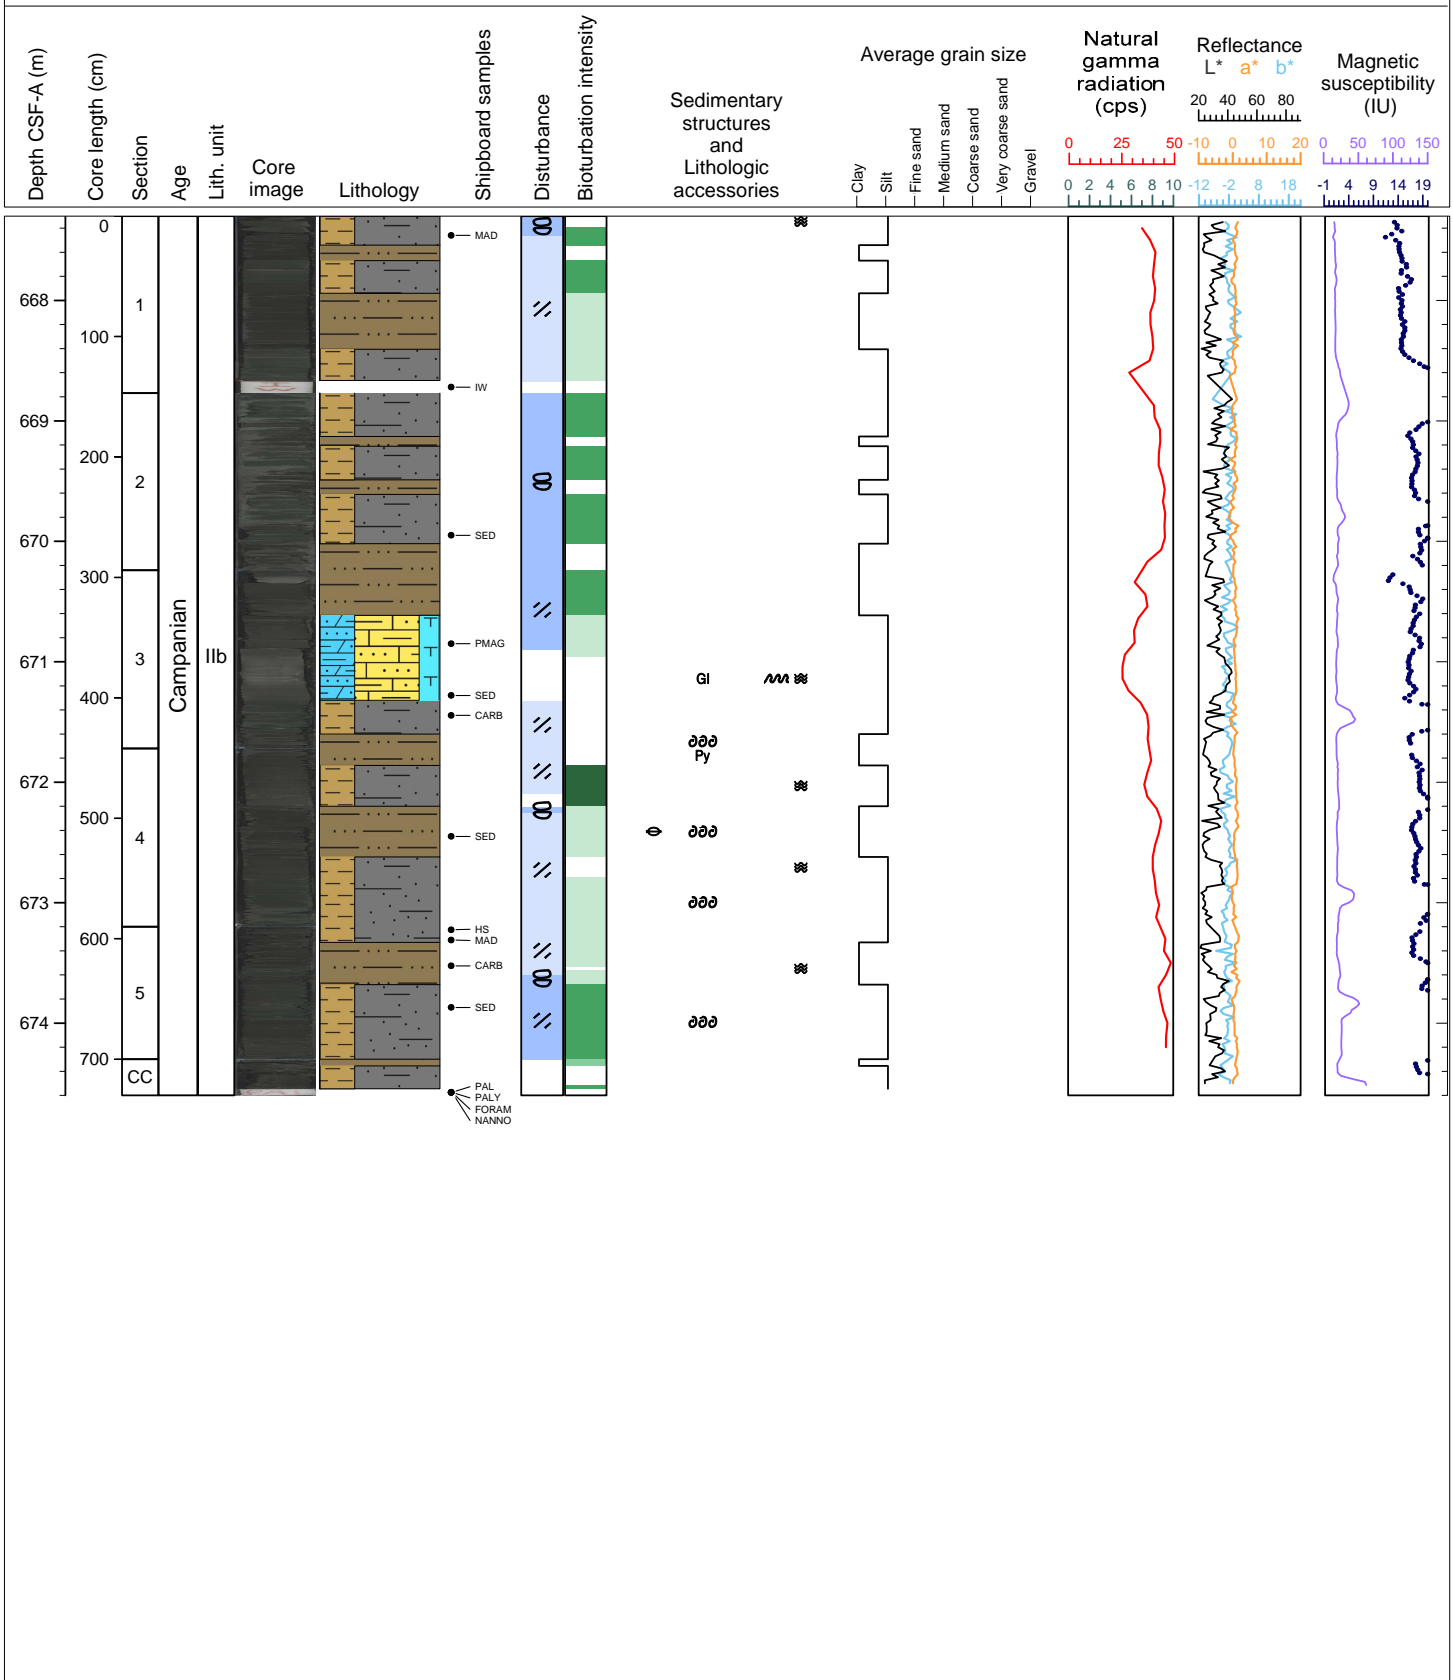 Depth CSF-A (m)
Core length (cm)
Section
Age
Lith. unit
Core
image
Lithology
Shipboard samples
Disturbance
Bioturbation intensity
Sedimentary
structures
and
Lithologic
accessories
Average grain size
Clay
Silt
Fine sand
Medium sand
Coarse sand
Very coarse sand
Gravel
Natural
gamma
radiation
(cps)
0 25 50
0 2 4 6 8 10
Reflectance
L* a* b*
20 40 60 80
-10 0 10 20
-12 -2 8 18
Magnetic
susceptibility
(IU)
0 50 100 150
-1 4 9 14 19
0
MAD
668
1
100
IW
669
200
2
SED
670
300
Campanian
IIb
PMAG
671
3
Gl
SED
400
CARB
Py
672
500
4
SED
673
HS
600
MAD
CARB
5
SED
674
700
CC
PAL
PALY
FORAM
NANNO